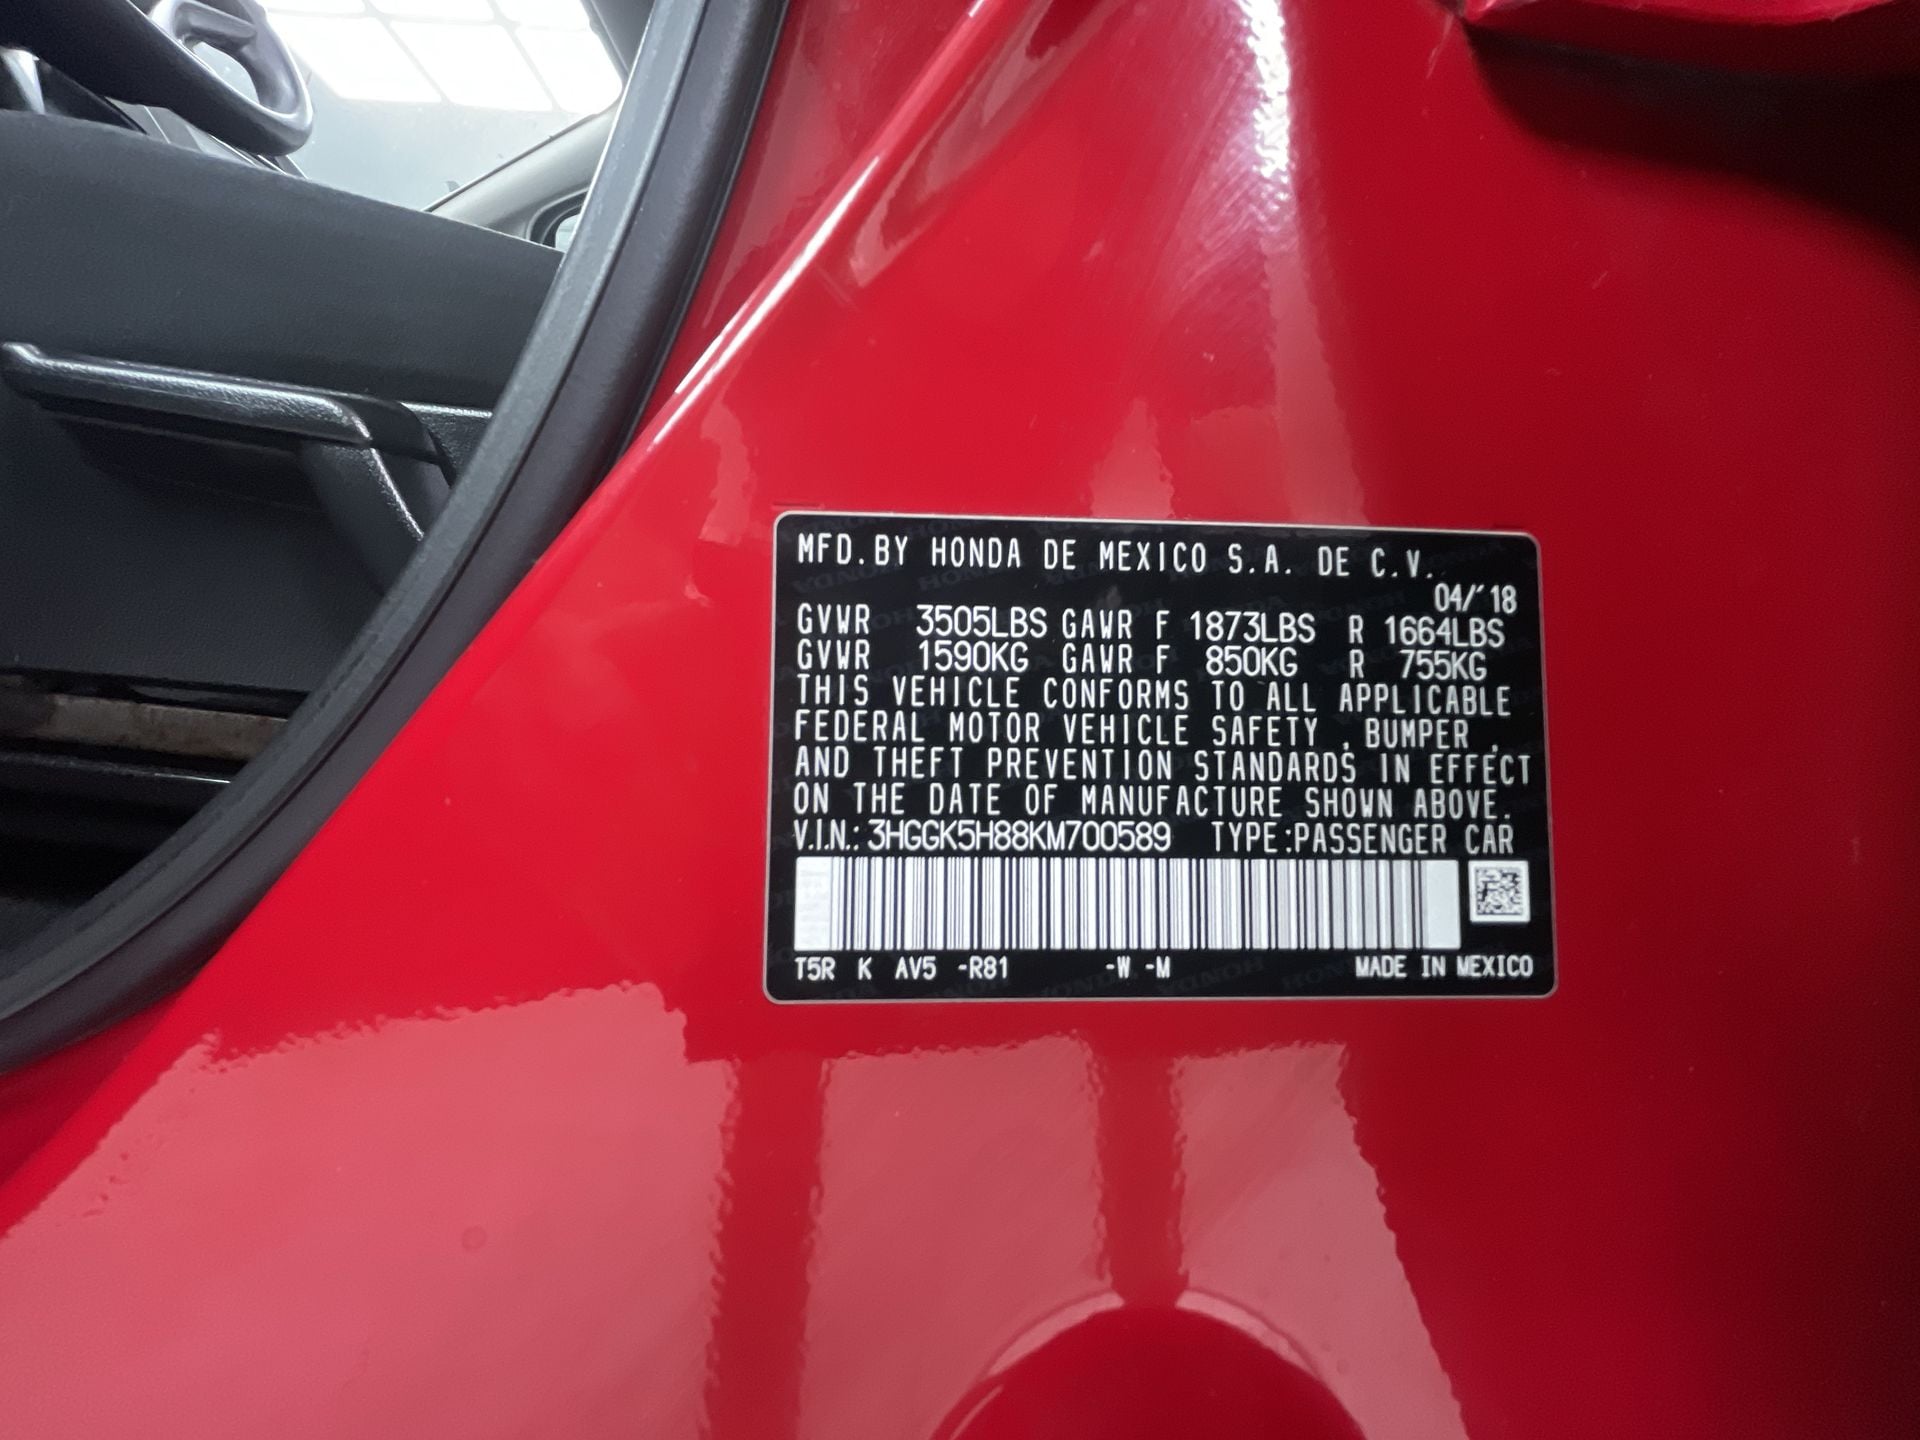 MFD.BY HONDA DE MEXICO S.A. DE C.V.
04/'18
GVWR 3505LBS GAWR F 1873LBS R 1664LBS
GVWR 1590KG GAWR F 850KG R 755KG
THIS VEHICLE CONFORMS TO ALL APPLICABLE
FEDERAL MOTOR VEHICLE SAFETY , BUMPER ,
AND THEFT PREVENTION STANDARDS IN EFFECT
ON THE DATE OF MANUFACTURE SHOWN ABOVE.
V.I.N.: 3HGGK5H88KM700589 TYPE:PASSENGER CAR
T5R K AV5 -R81 -W -M MADE IN MEXICO